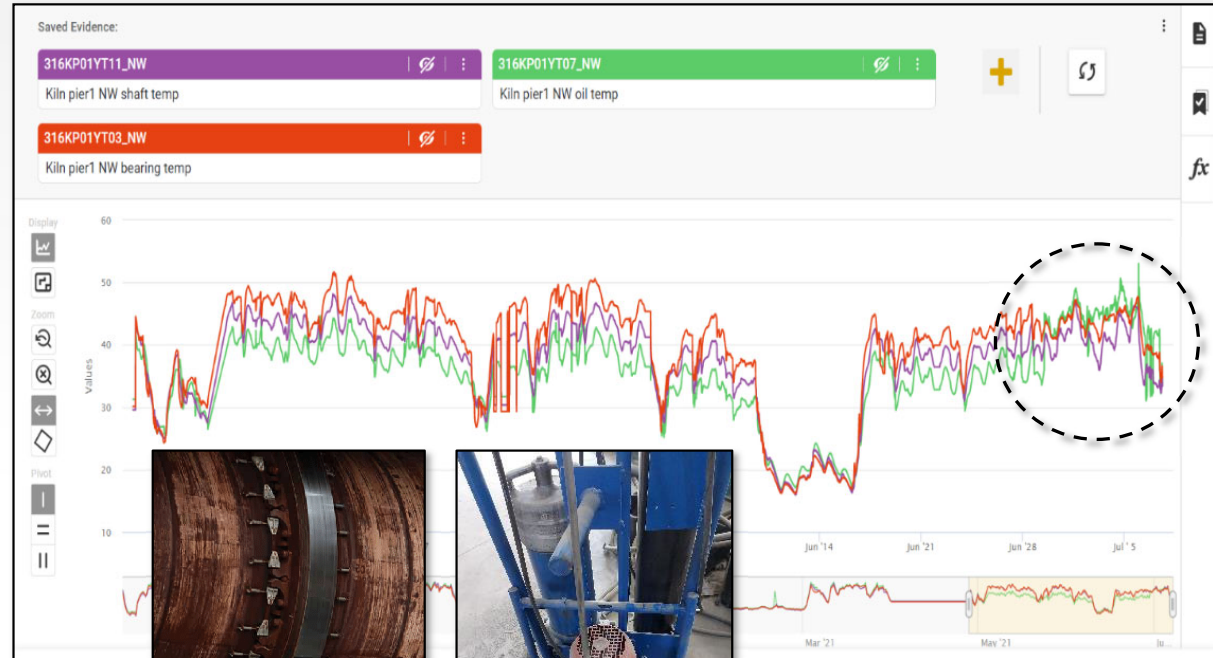 Saved Evidence:
316KP01YT11_NW
316KP01YT07_NW
Kiln pier1 NW shaft temp
Kiln pier1 NW oil temp
316KP01YT03_NW
Kiln pier1 NW bearing temp
fx
Display
Zoom
Pivot
Values
60
50
40
30
20
10
Jun '14
Jun '21
Jun '28
Jul ' 5
Mar '21
May '21
Ju...